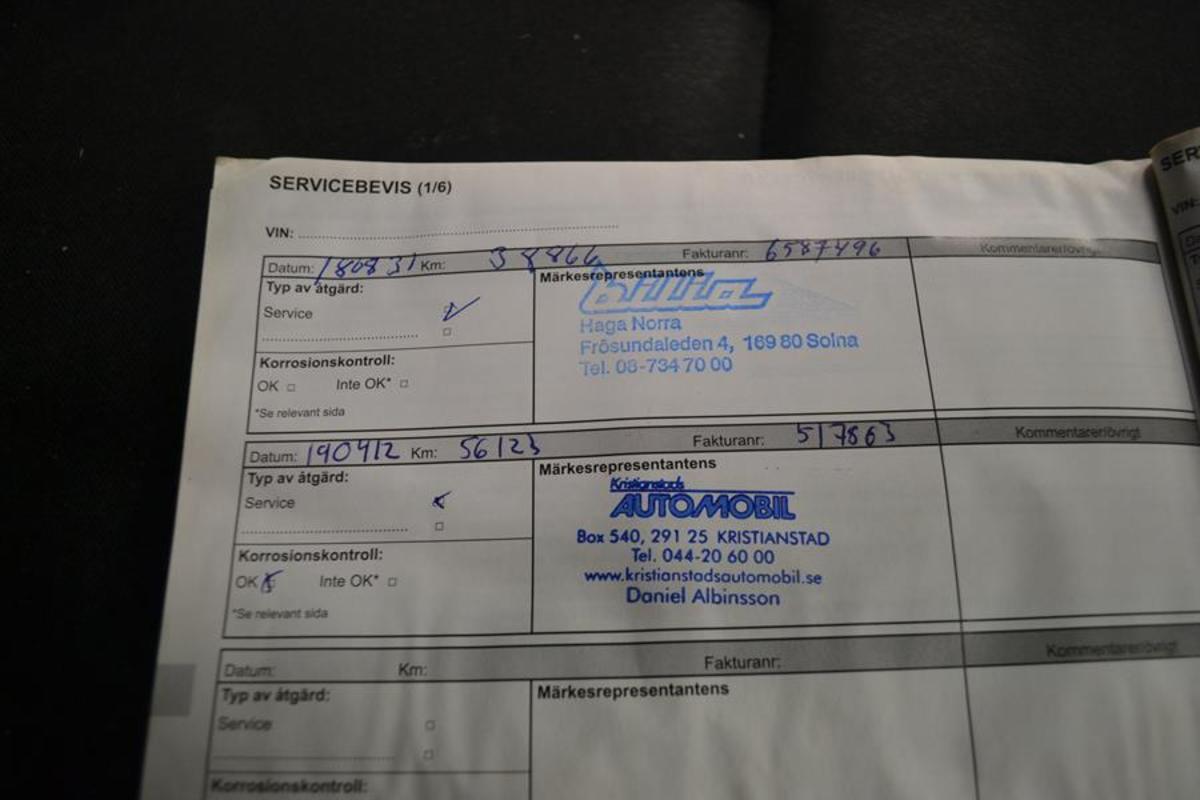 SERVICEBEVIS (1/6)
VIN:
Datum: 180831 Km: 38866 Fakturanr: 6587496 Kommentarer/övrigt
Typ av åtgärd: Märkesrepresentantens
Service
Bilia
Haga Norra
Frösundaleden 4, 169 80 Solna
Tel. 08-734 70 00
Korrosionskontroll:
OK Inte OK*
*Se relevant sida
Datum: 190412 Km: 56123 Fakturanr: 517863 Kommentarer/övrigt
Typ av åtgärd: Märkesrepresentantens
Service
Kristianstads
AUTOMOBIL
Box 540, 291 25 KRISTIANSTAD
Tel. 044-20 60 00
www.kristianstadsautomobil.se
Daniel Albinsson
Korrosionskontroll:
OK Inte OK*
*Se relevant sida
Datum: Km: Fakturanr: Kommentarer/övrigt
Typ av åtgärd: Märkesrepresentantens
Service
Korrosionskontroll:
SER
VIN: